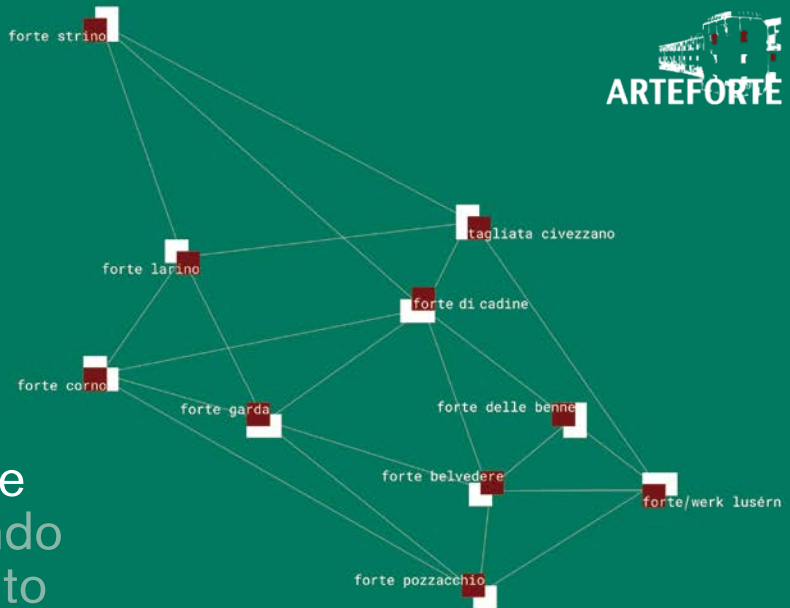 forte strino
ARTEFORTE
tagliata civezzano
forte larino
forte di cadine
forte corno
forte garda
forte delle benne
forte belvedere
forte/werk lusérn
forte pozzacchio